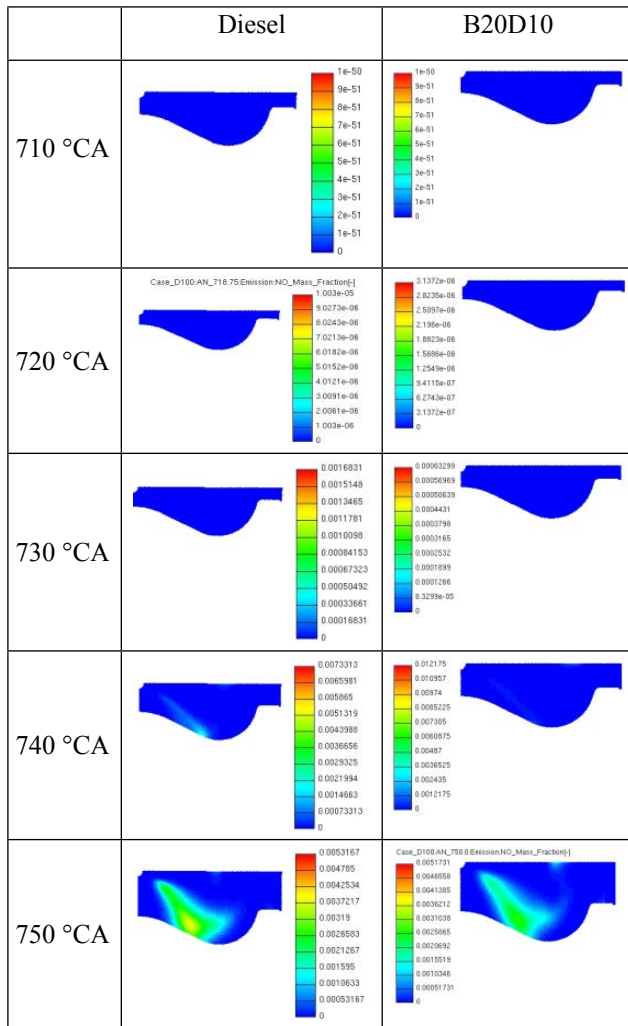 Diesel B20D10
710 °CA
1e-50
9e-51
8e-51
7e-51
6e-51
5e-51
4e-51
3e-51
2e-51
1e-51
0
1e-50
9e-51
8e-51
7e-51
6e-51
5e-51
4e-51
3e-51
2e-51
1e-51
0
720 °CA
Case_D100:AN_718.75:Emission:NO_Mass_Fraction[-]
1.003e-05
9.0273e-06
8.0243e-06
7.0213e-06
6.0182e-06
5.0152e-06
4.0121e-06
3.0091e-06
2.0061e-06
1.003e-06
0
3.1372e-06
2.8235e-06
2.5097e-06
2.196e-06
1.8823e-06
1.5686e-06
1.2549e-06
9.4115e-07
6.2743e-07
3.1372e-07
0
730 °CA
0.0016831
0.0015148
0.0013465
0.0011781
0.0010098
0.00084153
0.00067323
0.00050492
0.00033661
0.00016831
0
0.00063299
0.00056969
0.00050639
0.0004431
0.0003798
0.0003165
0.0002532
0.0001899
0.0001266
6.3299e-05
0
740 °CA
0.0073313
0.0065981
0.005865
0.0051319
0.0043988
0.0036656
0.0029325
0.0021994
0.0014663
0.00073313
0
0.012175
0.010957
0.00974
0.0085225
0.007305
0.0060875
0.00487
0.0036525
0.002435
0.0012175
0
750 °CA
0.0053167
0.004785
0.0042534
0.0037217
0.00319
0.0026583
0.0021267
0.001595
0.0010633
0.00053167
0
Case_D100:AN_750.0:Emission:NO_Mass_Fraction[-]
0.0051731
0.0046558
0.0041385
0.0036212
0.0031038
0.0025865
0.0020692
0.0015519
0.0010346
0.00051731
0